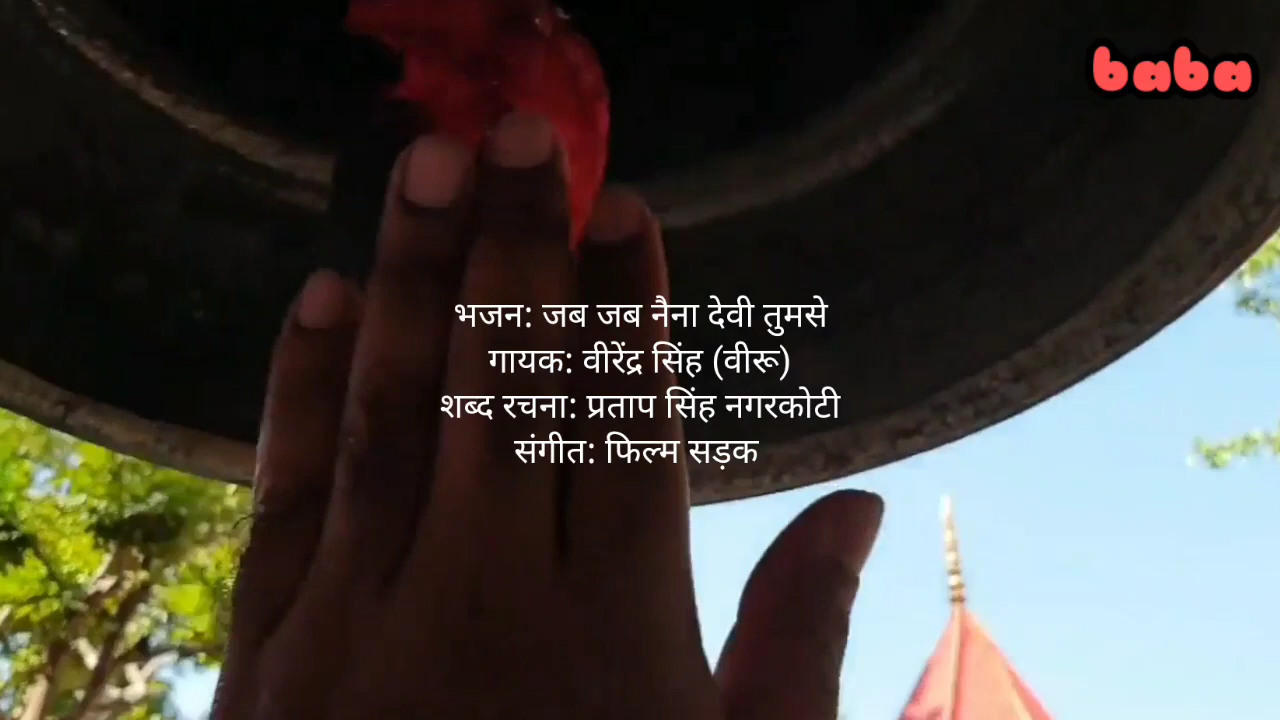 baba
भजन: जब जब नैना देवी तुमसे
गायक: वीरेंद्र सिंह (वीरू)
शब्द रचना: प्रताप सिंह नगरकोटी
संगीत: फिल्म सड़क